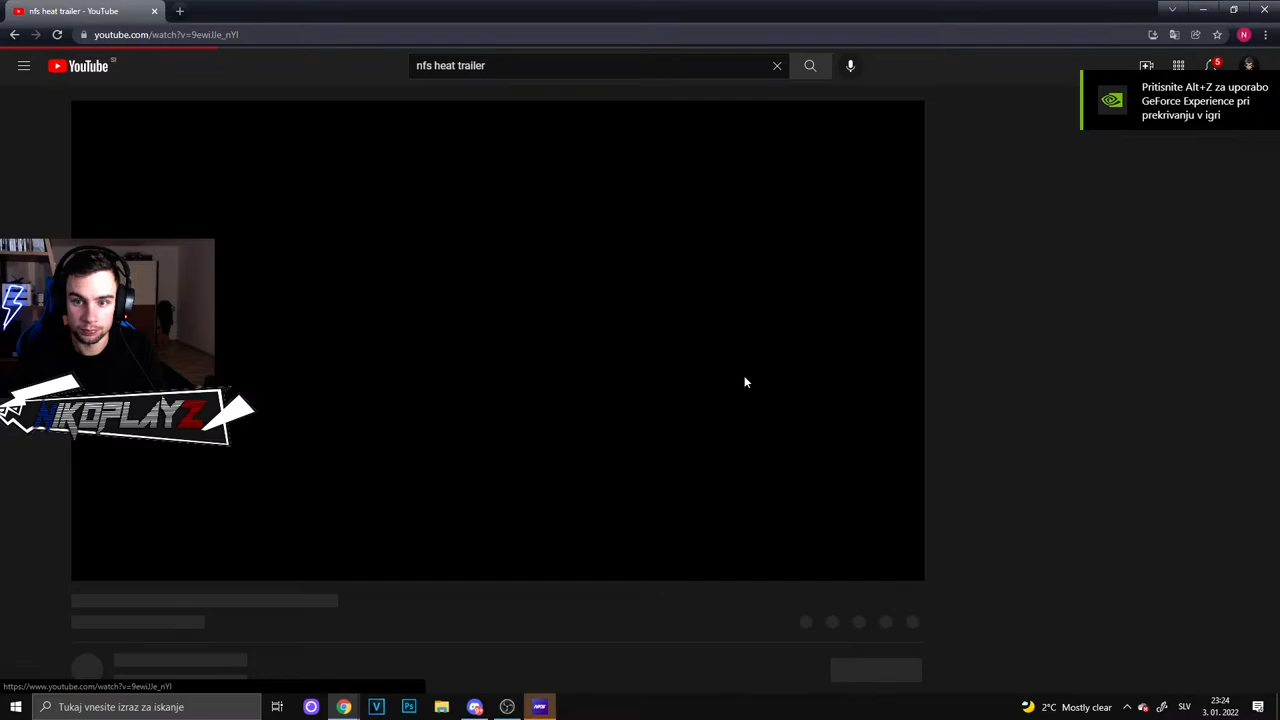 nfs heat trailer - YouTube
youtube.com/watch?v=9ewiJJe_nYI
N
YouTube SI
nfs heat trailer
5
Pritisnite Alt+Z za uporabo
GeForce Experience pri
prekrivanju v igri
NIKOPLAYZ
https://www.youtube.com/watch?v=9ewiJJe_nYI
Tukaj vnesite izraz za iskanje
V
Ps
2°C Mostly clear
SLV
23:24
3. 01. 2022